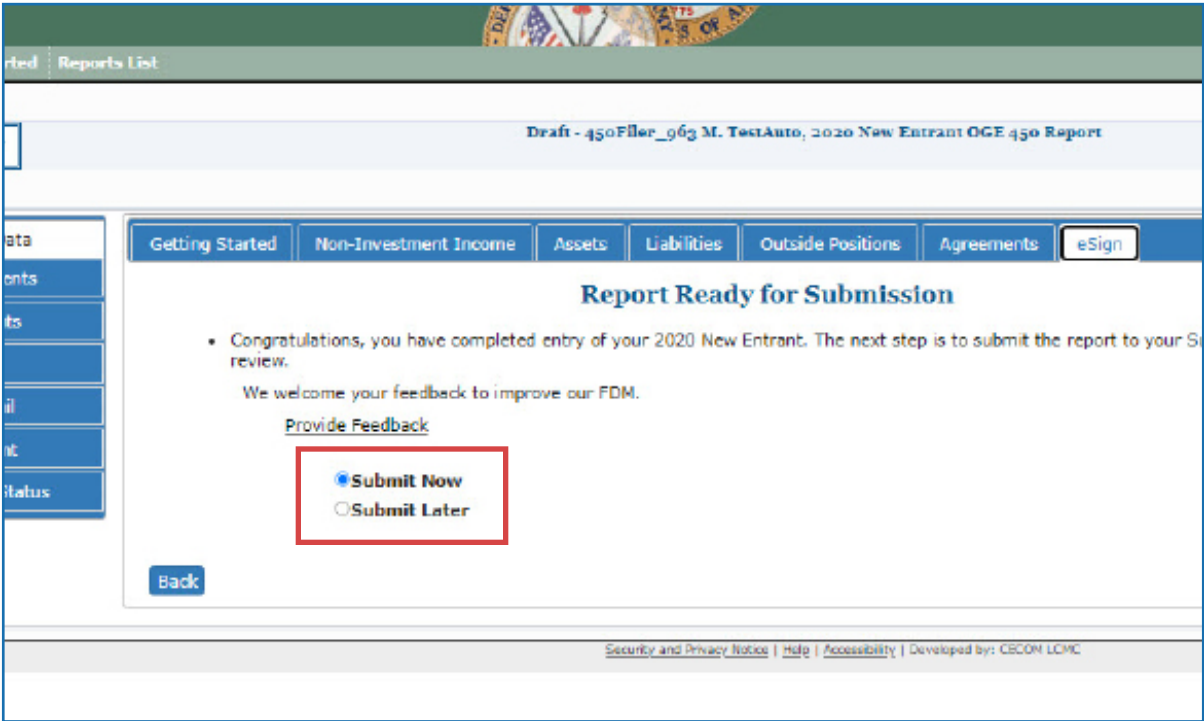 775
S OF
rted Reports List
Draft - 450Filer_963 M. TestAuto, 2020 New Entrant OGE 450 Report
ata
ents
ts
il
nt
Status
Getting Started Non-Investment Income Assets Liabilities Outside Positions Agreements eSign
Report Ready for Submission
• Congratulations, you have completed entry of your 2020 New Entrant. The next step is to submit the report to your Su
review.
We welcome your feedback to improve our FDM.
Provide Feedback
Submit Now
Submit Later
Back
Security and Privacy Notice | Help | Accessibility | Developed by: CECOM LCMC